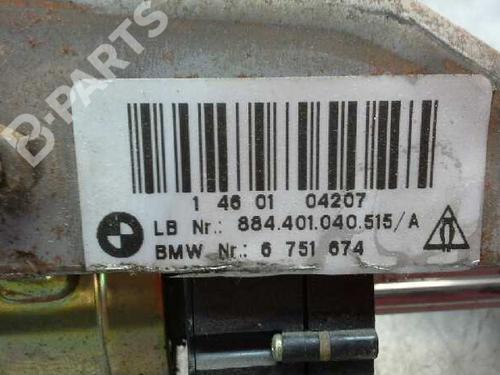 B-PARTS
1 46 01 04207
LB Nr.: 884.401.040.515/A
BMW Nr.: 6 751 674